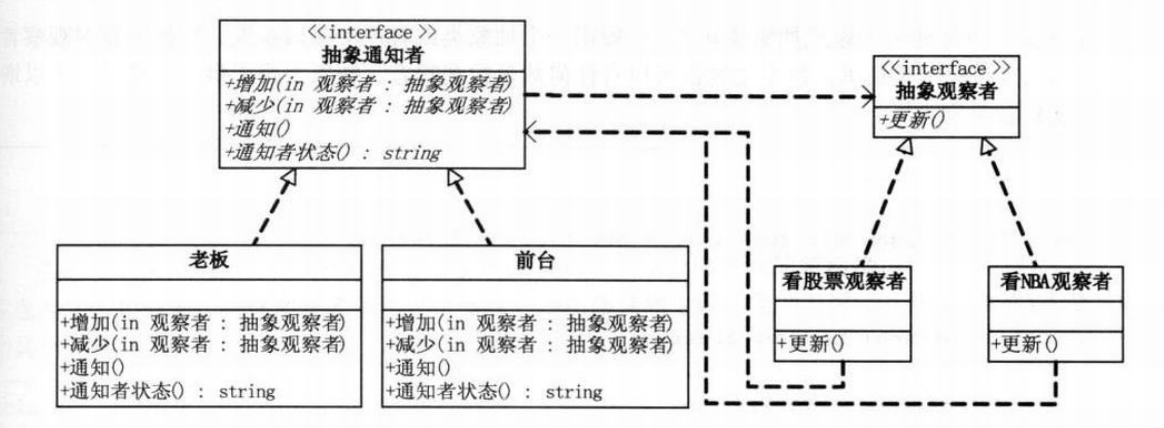 <<interface>>
抽象通知者
+增加(in 观察者 : 抽象观察者)
+减少(in 观察者 : 抽象观察者)
+通知()
+通知者状态() : string
<<interface>>
抽象观察者
+更新()
老板
+增加(in 观察者 : 抽象观察者)
+减少(in 观察者 : 抽象观察者)
+通知()
+通知者状态() : string
前台
+增加(in 观察者 : 抽象观察者)
+减少(in 观察者 : 抽象观察者)
+通知()
+通知者状态() : string
看股票观察者
+更新()
看NBA观察者
+更新()